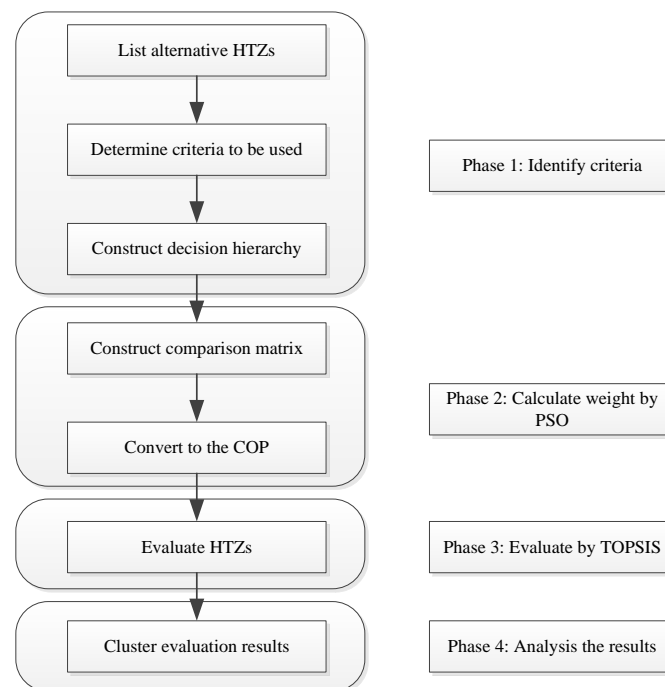 List alternative HTZs
Determine criteria to be used
Phase 1: Identify criteria
Construct decision hierarchy
Construct comparison matrix
Phase 2: Calculate weight by
PSO
Convert to the COP
Evaluate HTZs
Phase 3: Evaluate by TOPSIS
Cluster evaluation results
Phase 4: Analysis the results